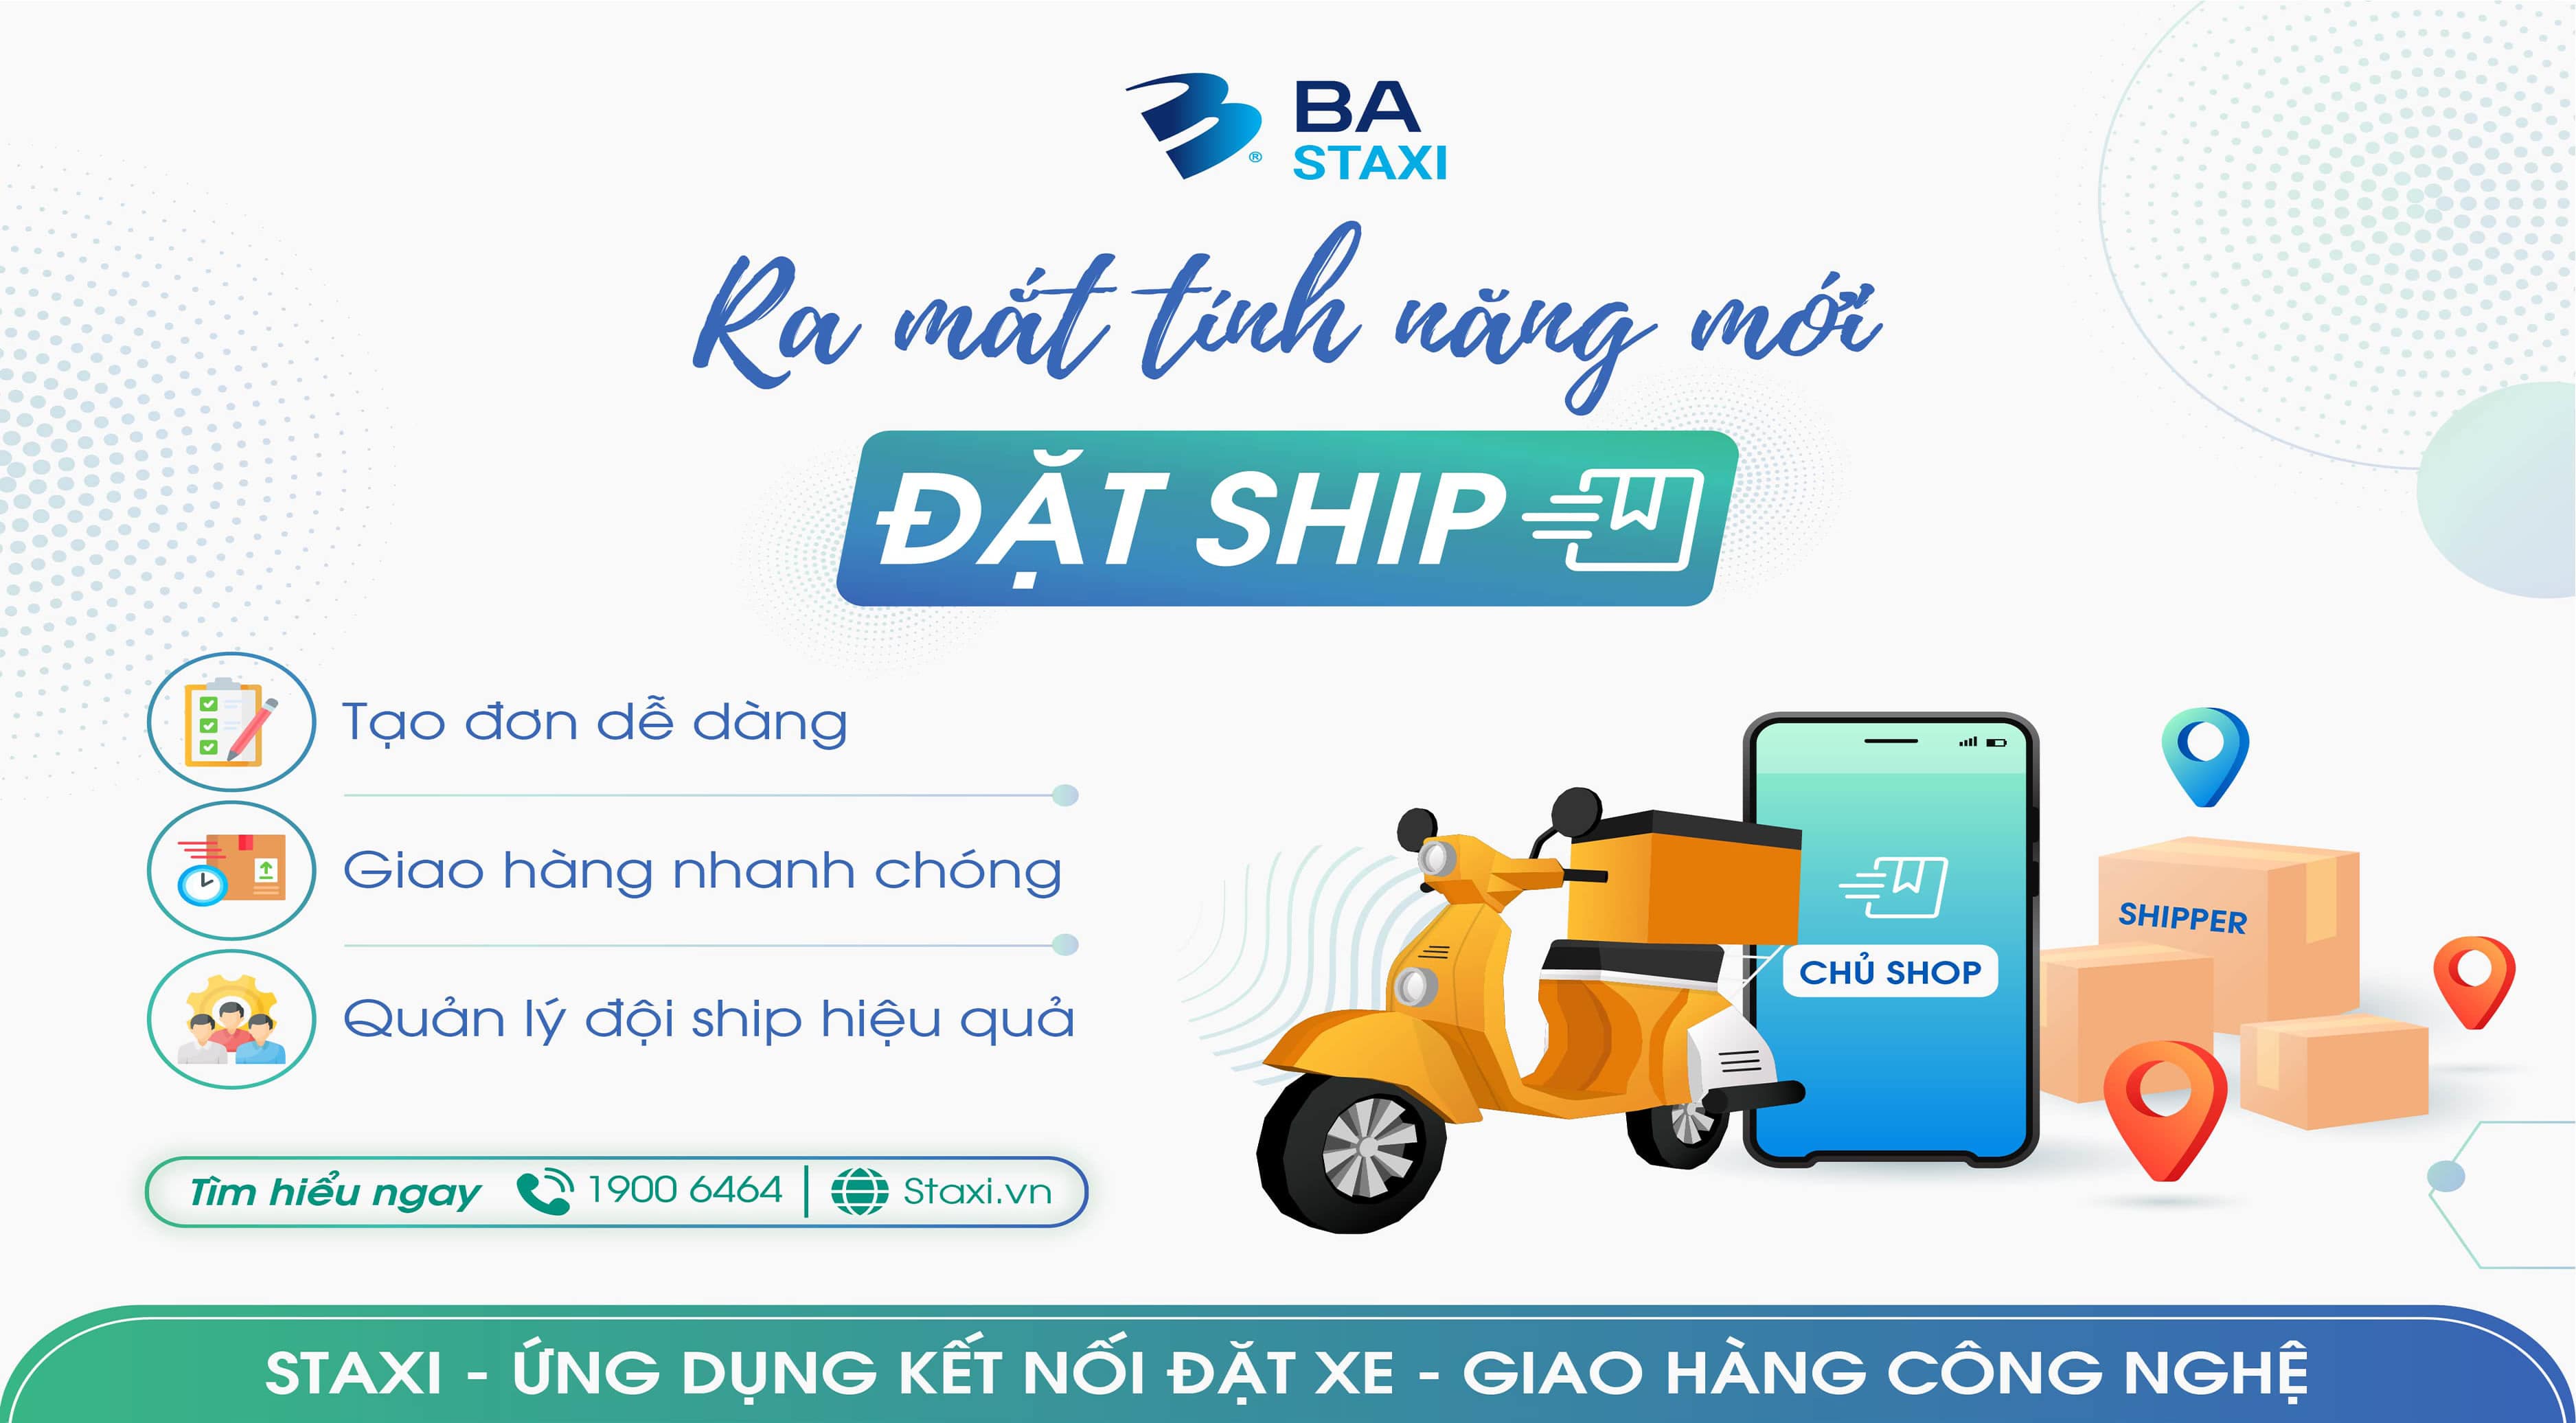 BA
STAXI
Ra mắt tính năng mới
ĐẶT SHIP
Tạo đơn dễ dàng
Giao hàng nhanh chóng
Quản lý đội ship hiệu quả
Tìm hiểu ngay 1900 6464 | Staxi.vn
CHỦ SHOP
SHIPPER
STAXI - ỨNG DỤNG KẾT NỐI ĐẶT XE - GIAO HÀNG CÔNG NGHỆ